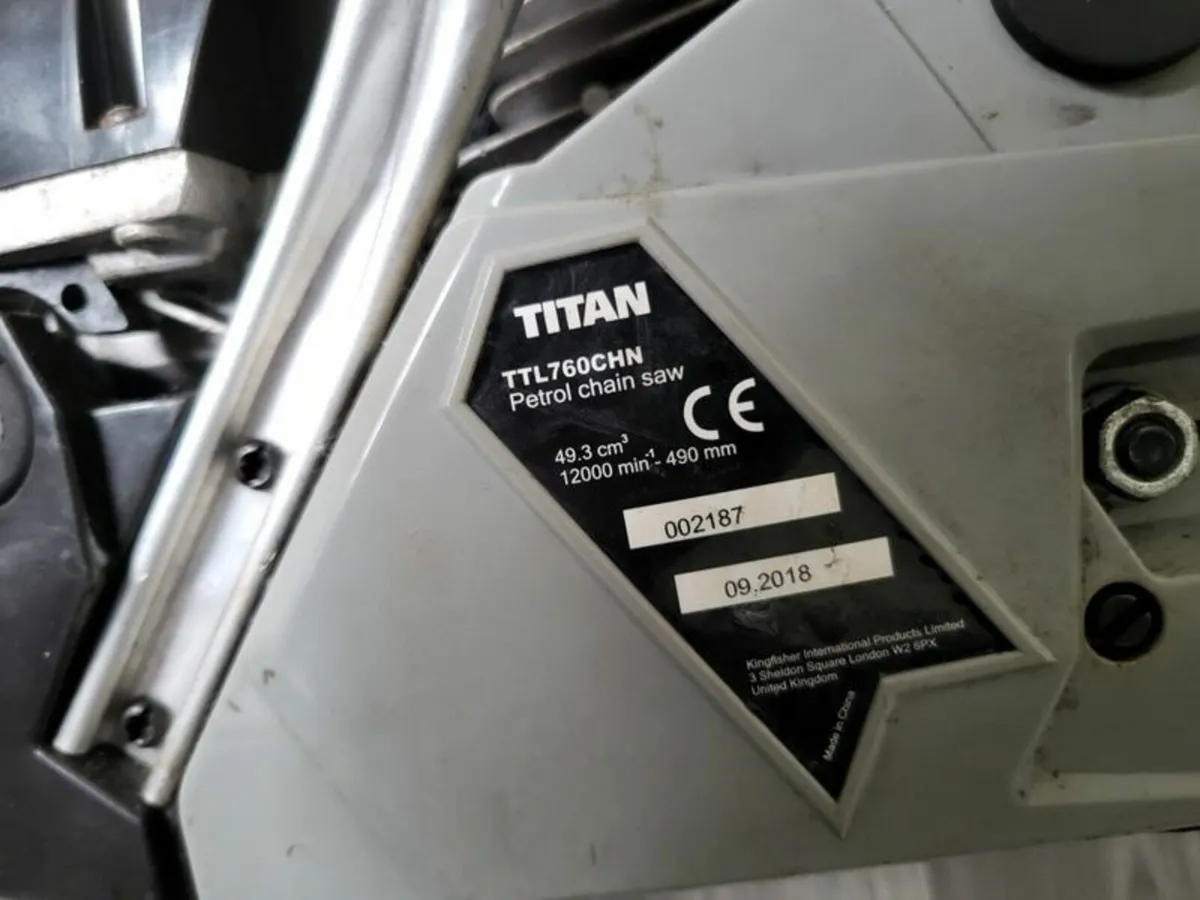 TITAN
TTL760CHN
Petrol chain saw
CE
49.3 cm³
12000 min⁻¹- 490 mm
002187
09.2018
Kingfisher International Products Limited
3 Sheldon Square London W2 6PX
United Kingdom
Made in China